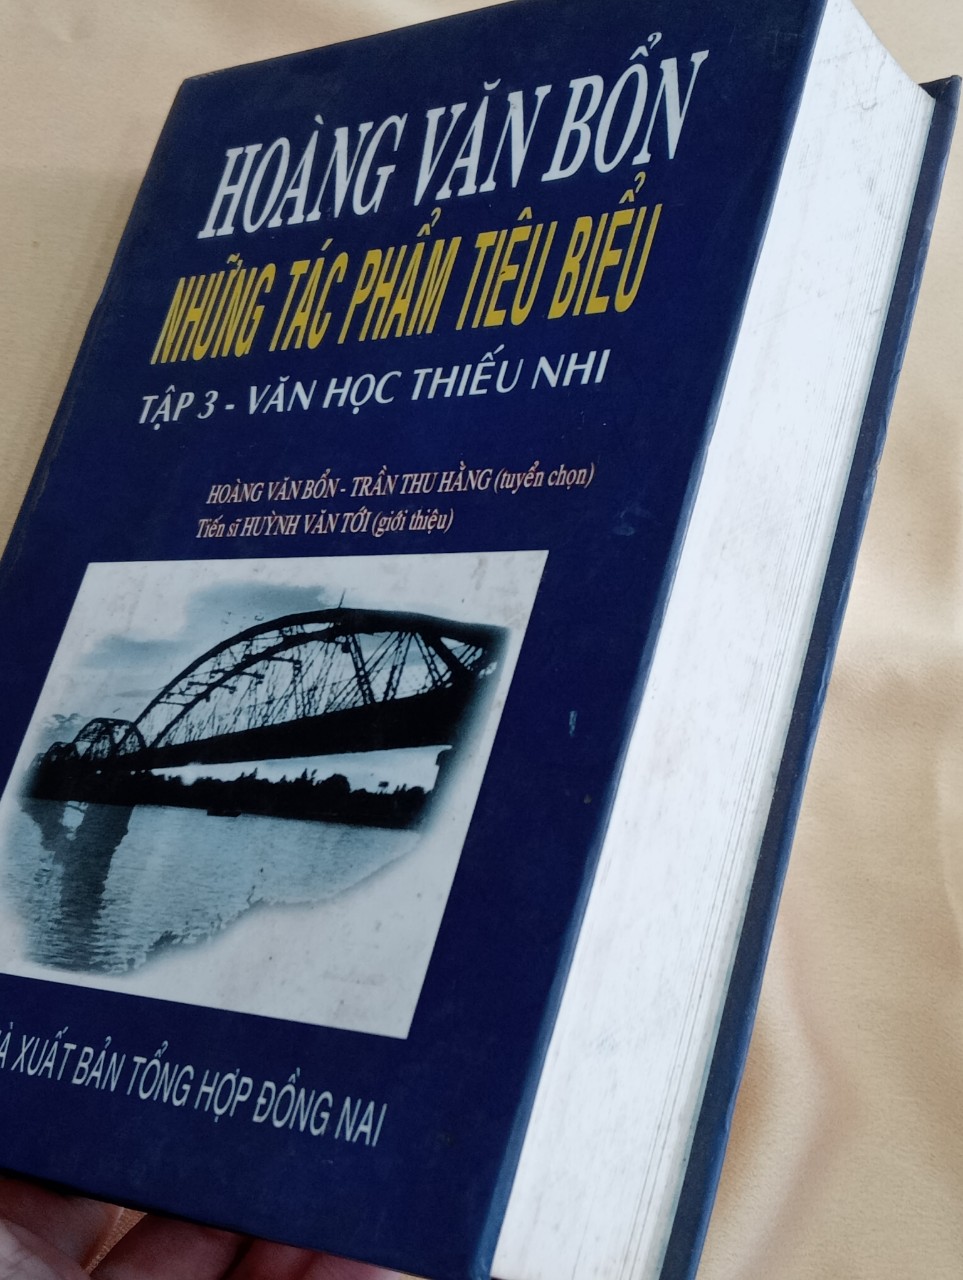 HOÀNG VĂN BỔN
NHỮNG TÁC PHẨM TIÊU BIỂU
TẬP 3 - VĂN HỌC THIẾU NHI
HOÀNG VĂN BỔN - TRẦN THU HẰNG (tuyển chọn)
Tiến sĩ HUỲNH VĂN TỚI (giới thiệu)
XUẤT BẢN TỔNG HỢP ĐỒNG NAI